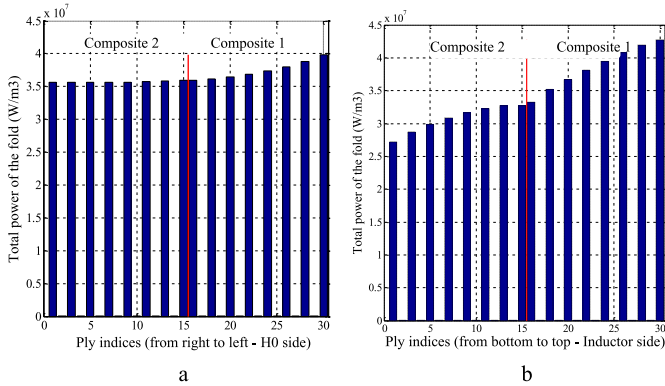 x 10^7
4.5
4
3.5
3
2.5
2
1.5
1
0.5
0
0 5 10 15 20 25 30
Total power of the fold (W/m3)
Composite 2 Composite 1
Ply indices (from right to left - H0 side)
a
x 10^7
4.5
4
3.5
3
2.5
2
1.5
1
0.5
0
0 5 10 15 20 25 30
Total power of the fold (W/m3)
Composite 2 Composite 1
Ply indices (from bottom to top - Inductor side)
b